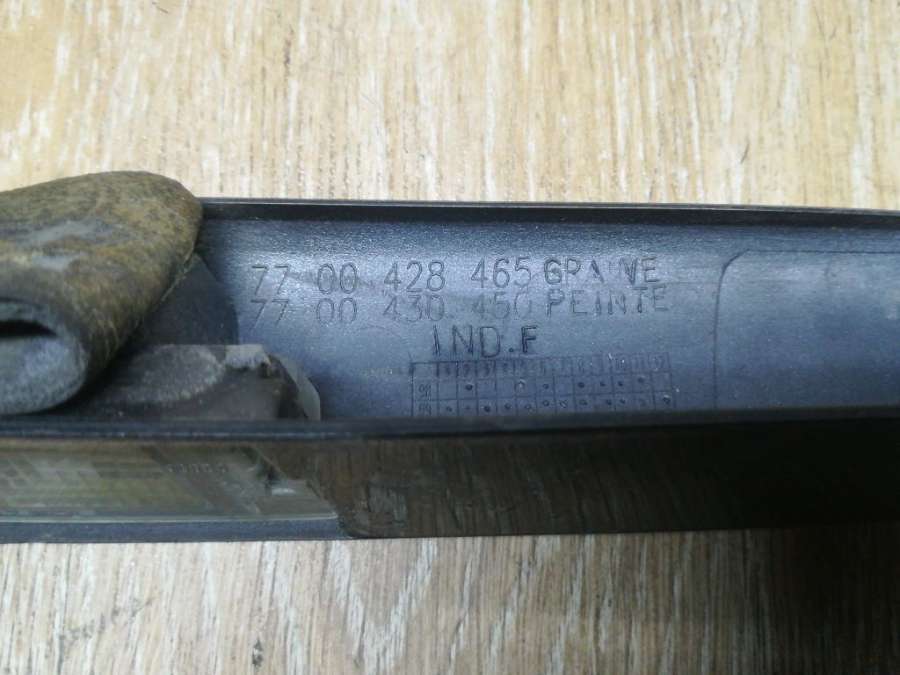 77 00 428 465 GRAINE
77 00 430 450 PEINTE
IND.F